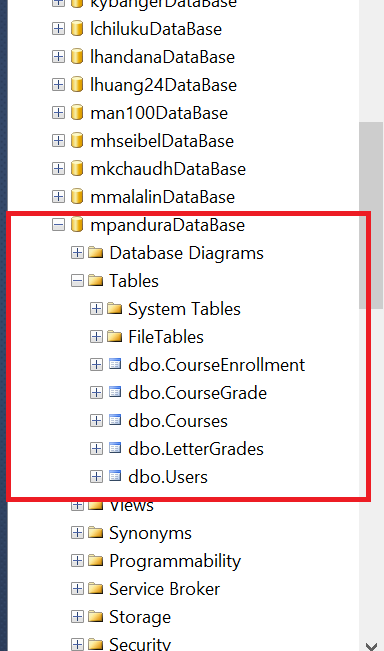 kybangerDataBase
lchilukuDataBase
lhandanaDataBase
lhuang24DataBase
man100DataBase
mhseibelDataBase
mkchaudhDataBase
mmalalinDataBase
mpanduraDataBase
Database Diagrams
Tables
System Tables
FileTables
dbo.CourseEnrollment
dbo.CourseGrade
dbo.Courses
dbo.LetterGrades
dbo.Users
Views
Synonyms
Programmability
Service Broker
Storage
Security